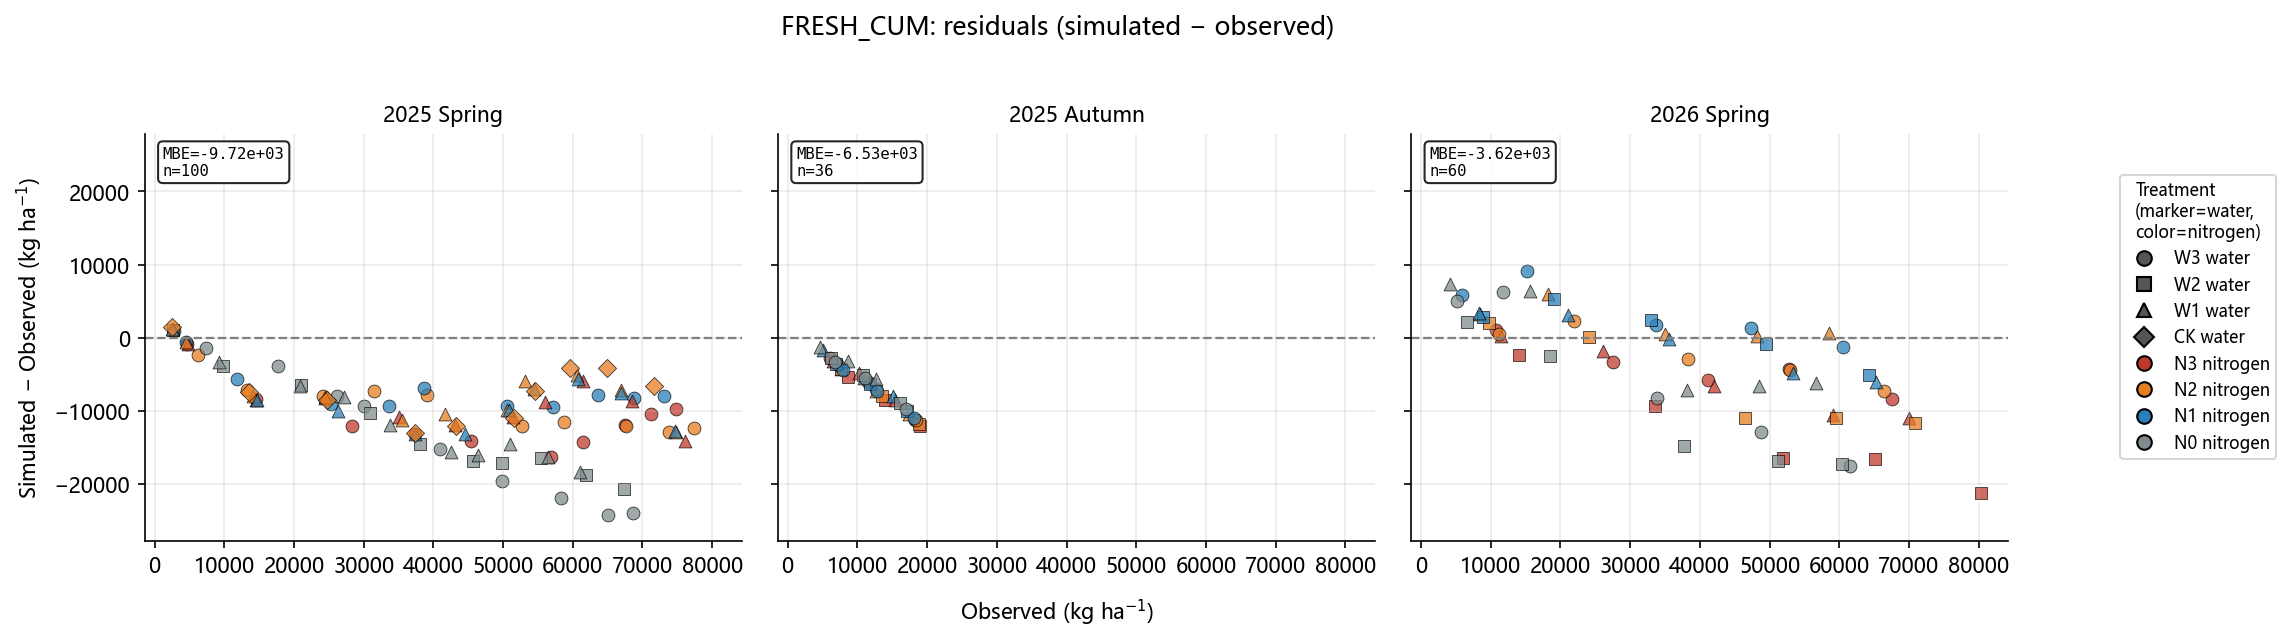 FRESH_CUM: residuals (simulated − observed)
2025 Spring
2025 Autumn
2026 Spring
MBE=-9.72e+03
n=100
MBE=-6.53e+03
n=36
MBE=-3.62e+03
n=60
Simulated − Observed (kg ha⁻¹)
20000
10000
0
−10000
−20000
0 10000 20000 30000 40000 50000 60000 70000 80000
0 10000 20000 30000 40000 50000 60000 70000 80000
0 10000 20000 30000 40000 50000 60000 70000 80000
Observed (kg ha⁻¹)
Treatment
(marker=water,
color=nitrogen)
W3 water
W2 water
W1 water
CK water
N3 nitrogen
N2 nitrogen
N1 nitrogen
N0 nitrogen